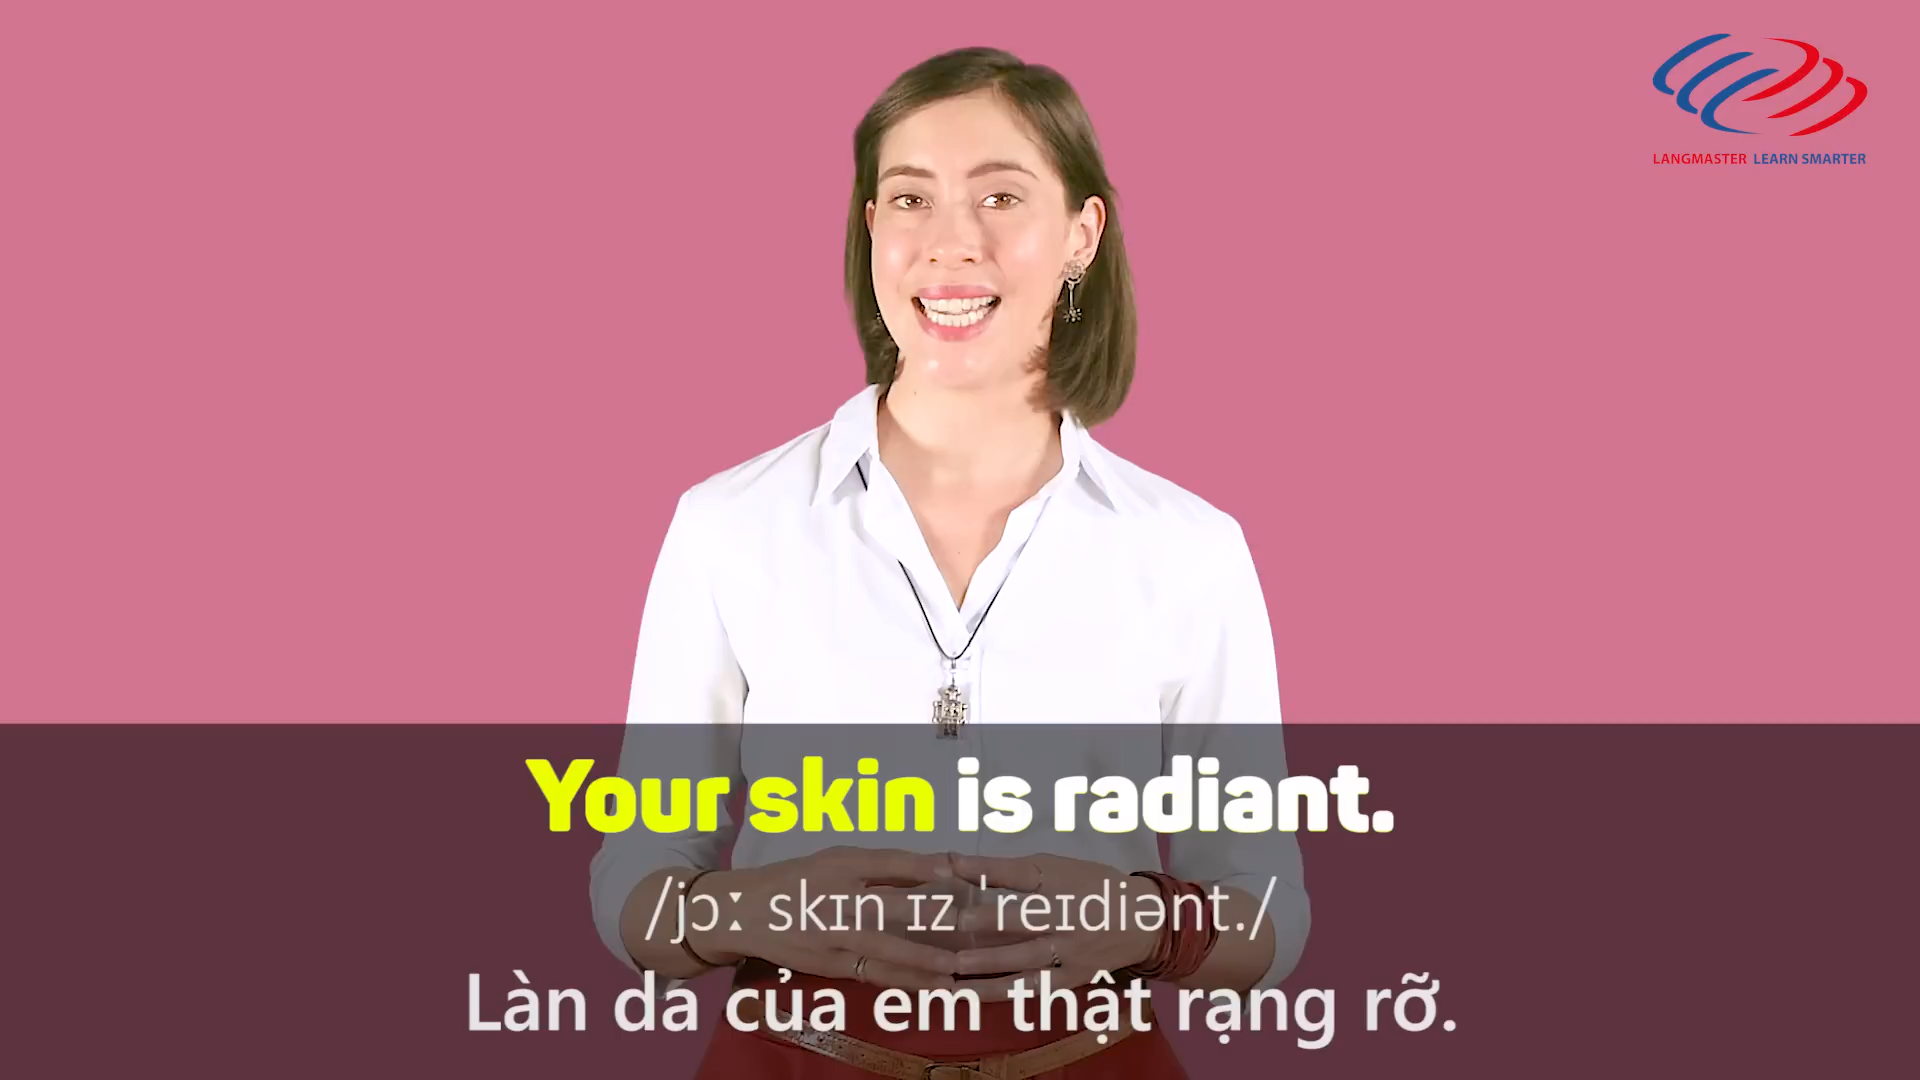 LANGMASTER LEARN SMARTER
Your skin is radiant.
/jɔː skɪn ɪz ˈreɪdiənt./
Làn da của em thật rạng rỡ.